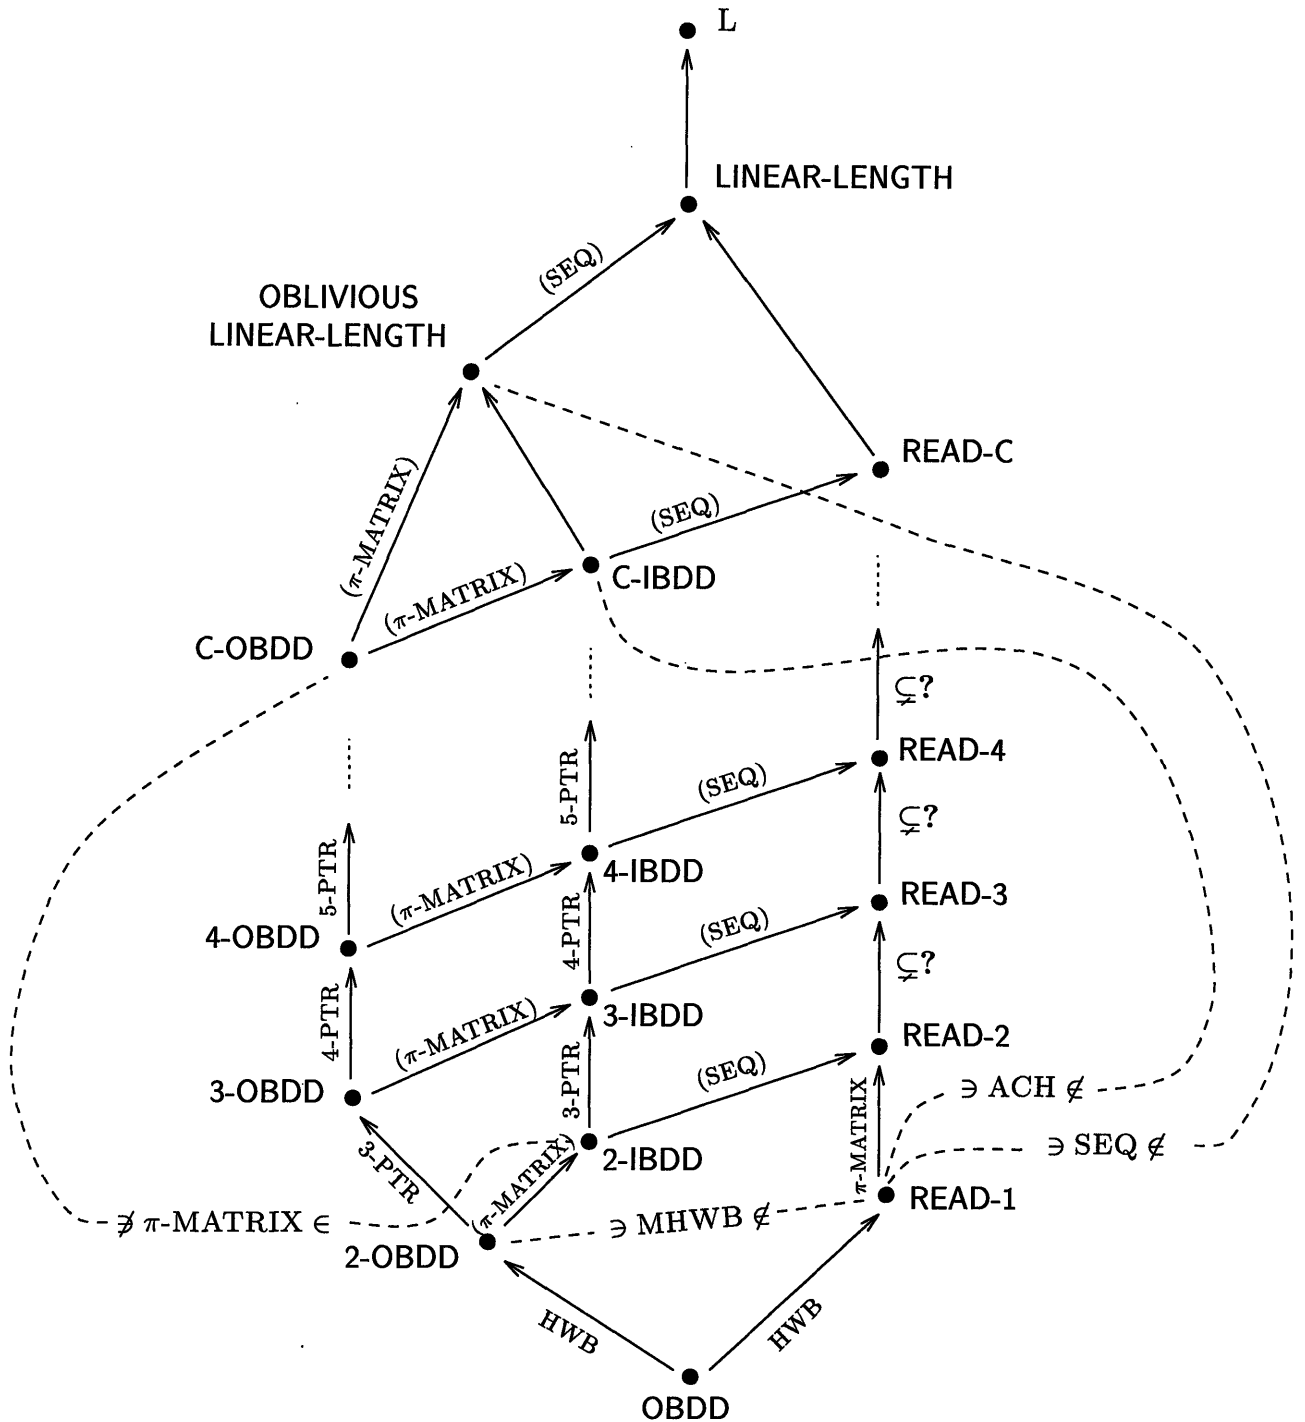 L
LINEAR-LENGTH
(SEQ)
OBLIVIOUS
LINEAR-LENGTH
READ-C
(π-MATRIX)
(SEQ)
(π-MATRIX)
C-IBDD
C-OBDD
⊊?
READ-4
(SEQ)
5-PTR
⊊?
5-PTR
(π-MATRIX)
4-IBDD
READ-3
(SEQ)
4-OBDD
4-PTR
⊊?
4-PTR
(π-MATRIX)
3-IBDD
READ-2
(SEQ)
3-OBDD
3-PTR
∋ ACH ∉
π-MATRIX
∋ SEQ ∉
3-PTR
(π-MATRIX)
2-IBDD
READ-1
∌ π-MATRIX ∈
∋ MHWB ∉
2-OBDD
HWB
HWB
OBDD